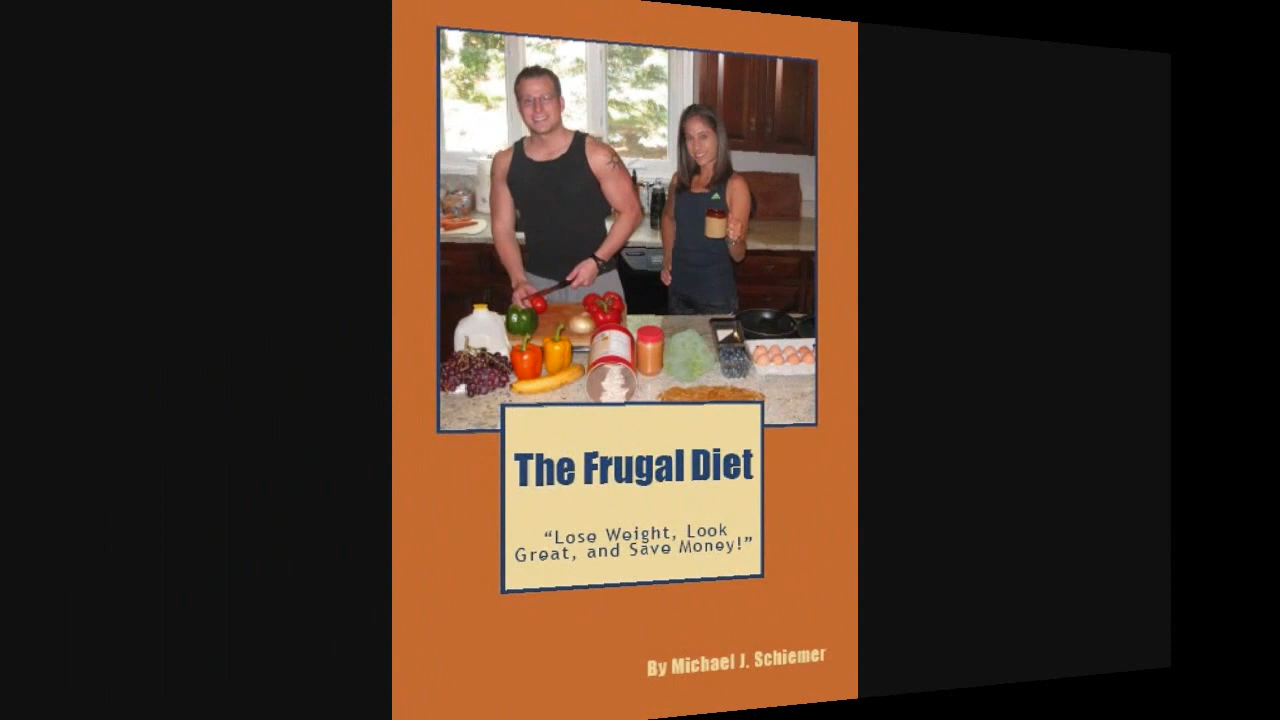 The Frugal Diet
“Lose Weight, Look
Great, and Save Money!”
By Michael J. Schiemer